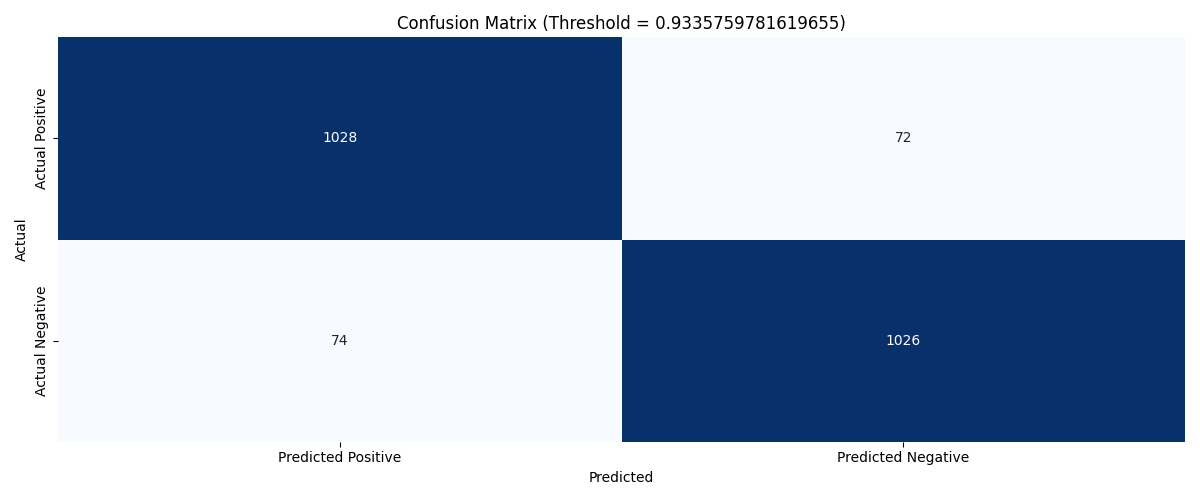 Confusion Matrix (Threshold = 0.9335759781619655)
Actual
Actual Positive
1028
72
Actual Negative
74
1026
Predicted Positive
Predicted Negative
Predicted